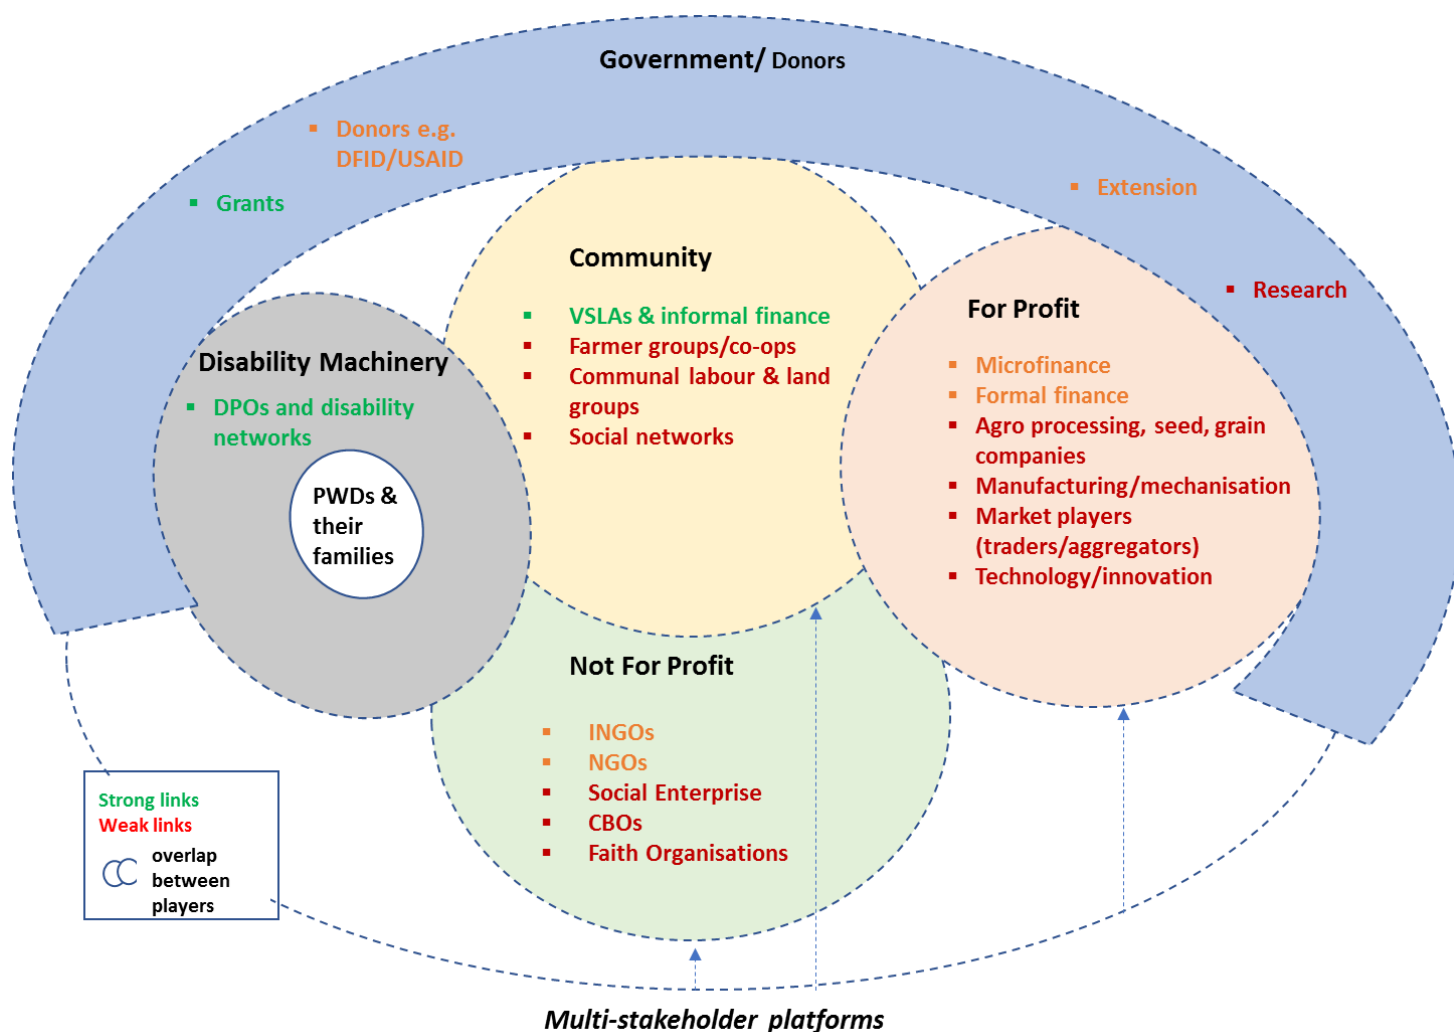 Government/ Donors
▪ Donors e.g.
DFID/USAID
▪ Grants
▪ Extension
▪ Research
Community
▪ VSLAs & informal finance
▪ Farmer groups/co-ops
▪ Communal labour & land
groups
▪ Social networks
For Profit
▪ Microfinance
▪ Formal finance
▪ Agro processing, seed, grain
companies
▪ Manufacturing/mechanisation
▪ Market players
(traders/aggregators)
▪ Technology/innovation
Disability Machinery
▪ DPOs and disability
networks
PWDs &
their
families
Not For Profit
▪ INGOs
▪ NGOs
▪ Social Enterprise
▪ CBOs
▪ Faith Organisations
Strong links
Weak links
overlap
between
players
Multi-stakeholder platforms